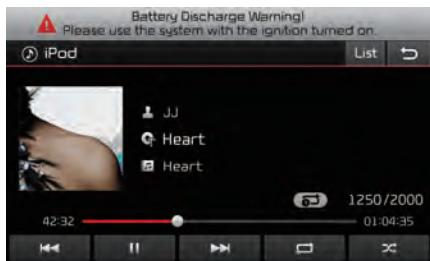 Battery Discharge Warning!
Please use the system with the ignition turned on.
iPod
List
JJ
Heart
Heart
1250/2000
42:32
01:04:35